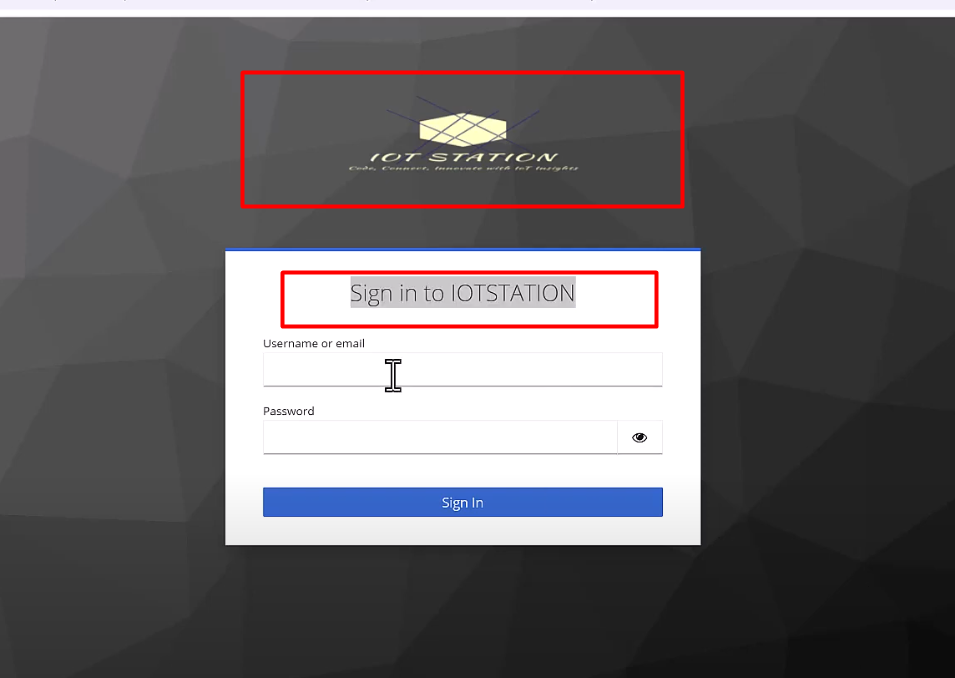 IOT STATION
Code, Connect, Innovate with IoT Insights
Sign in to IOTSTATION
Username or email
Password
Sign In